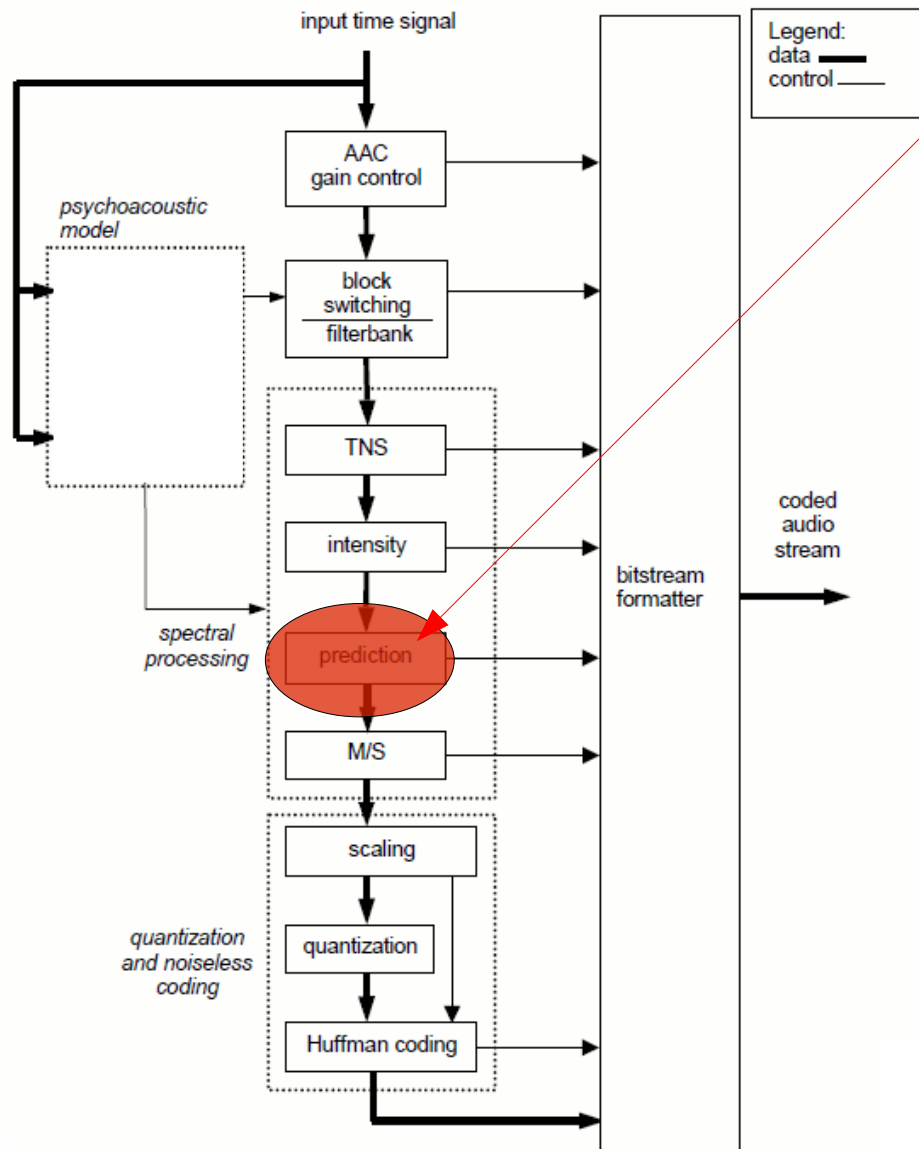 input time signal
Legend:
data
control
AAC
gain control
psychoacoustic
model
block
switching
filterbank
TNS
intensity
coded
audio
stream
bitstream
formatter
spectral
processing
prediction
M/S
scaling
quantization
and noiseless
coding
quantization
Huffman coding